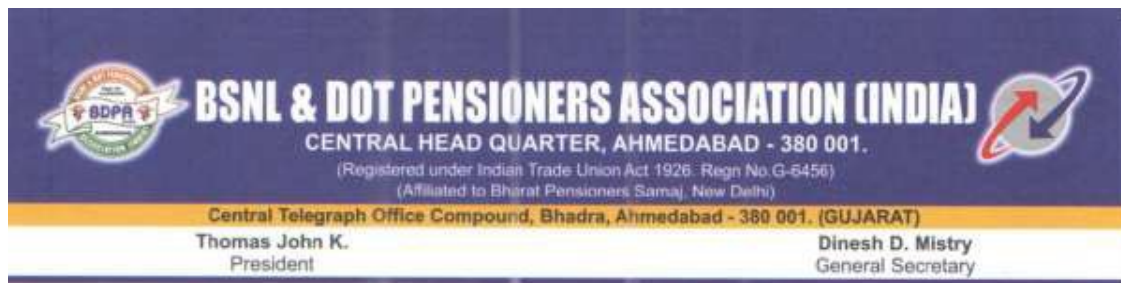 BDPA
BSNL & DOT PENSIONERS ASSOCIATION (INDIA)
CENTRAL HEAD QUARTER, AHMEDABAD - 380 001.
(Registered under Indian Trade Union Act 1926. Regn No.G-6456)
(Affiliated to Bharat Pensioners Samaj, New Delhi)
Central Telegraph Office Compound, Bhadra, Ahmedabad - 380 001. (GUJARAT)
Thomas John K.
President
Dinesh D. Mistry
General Secretary